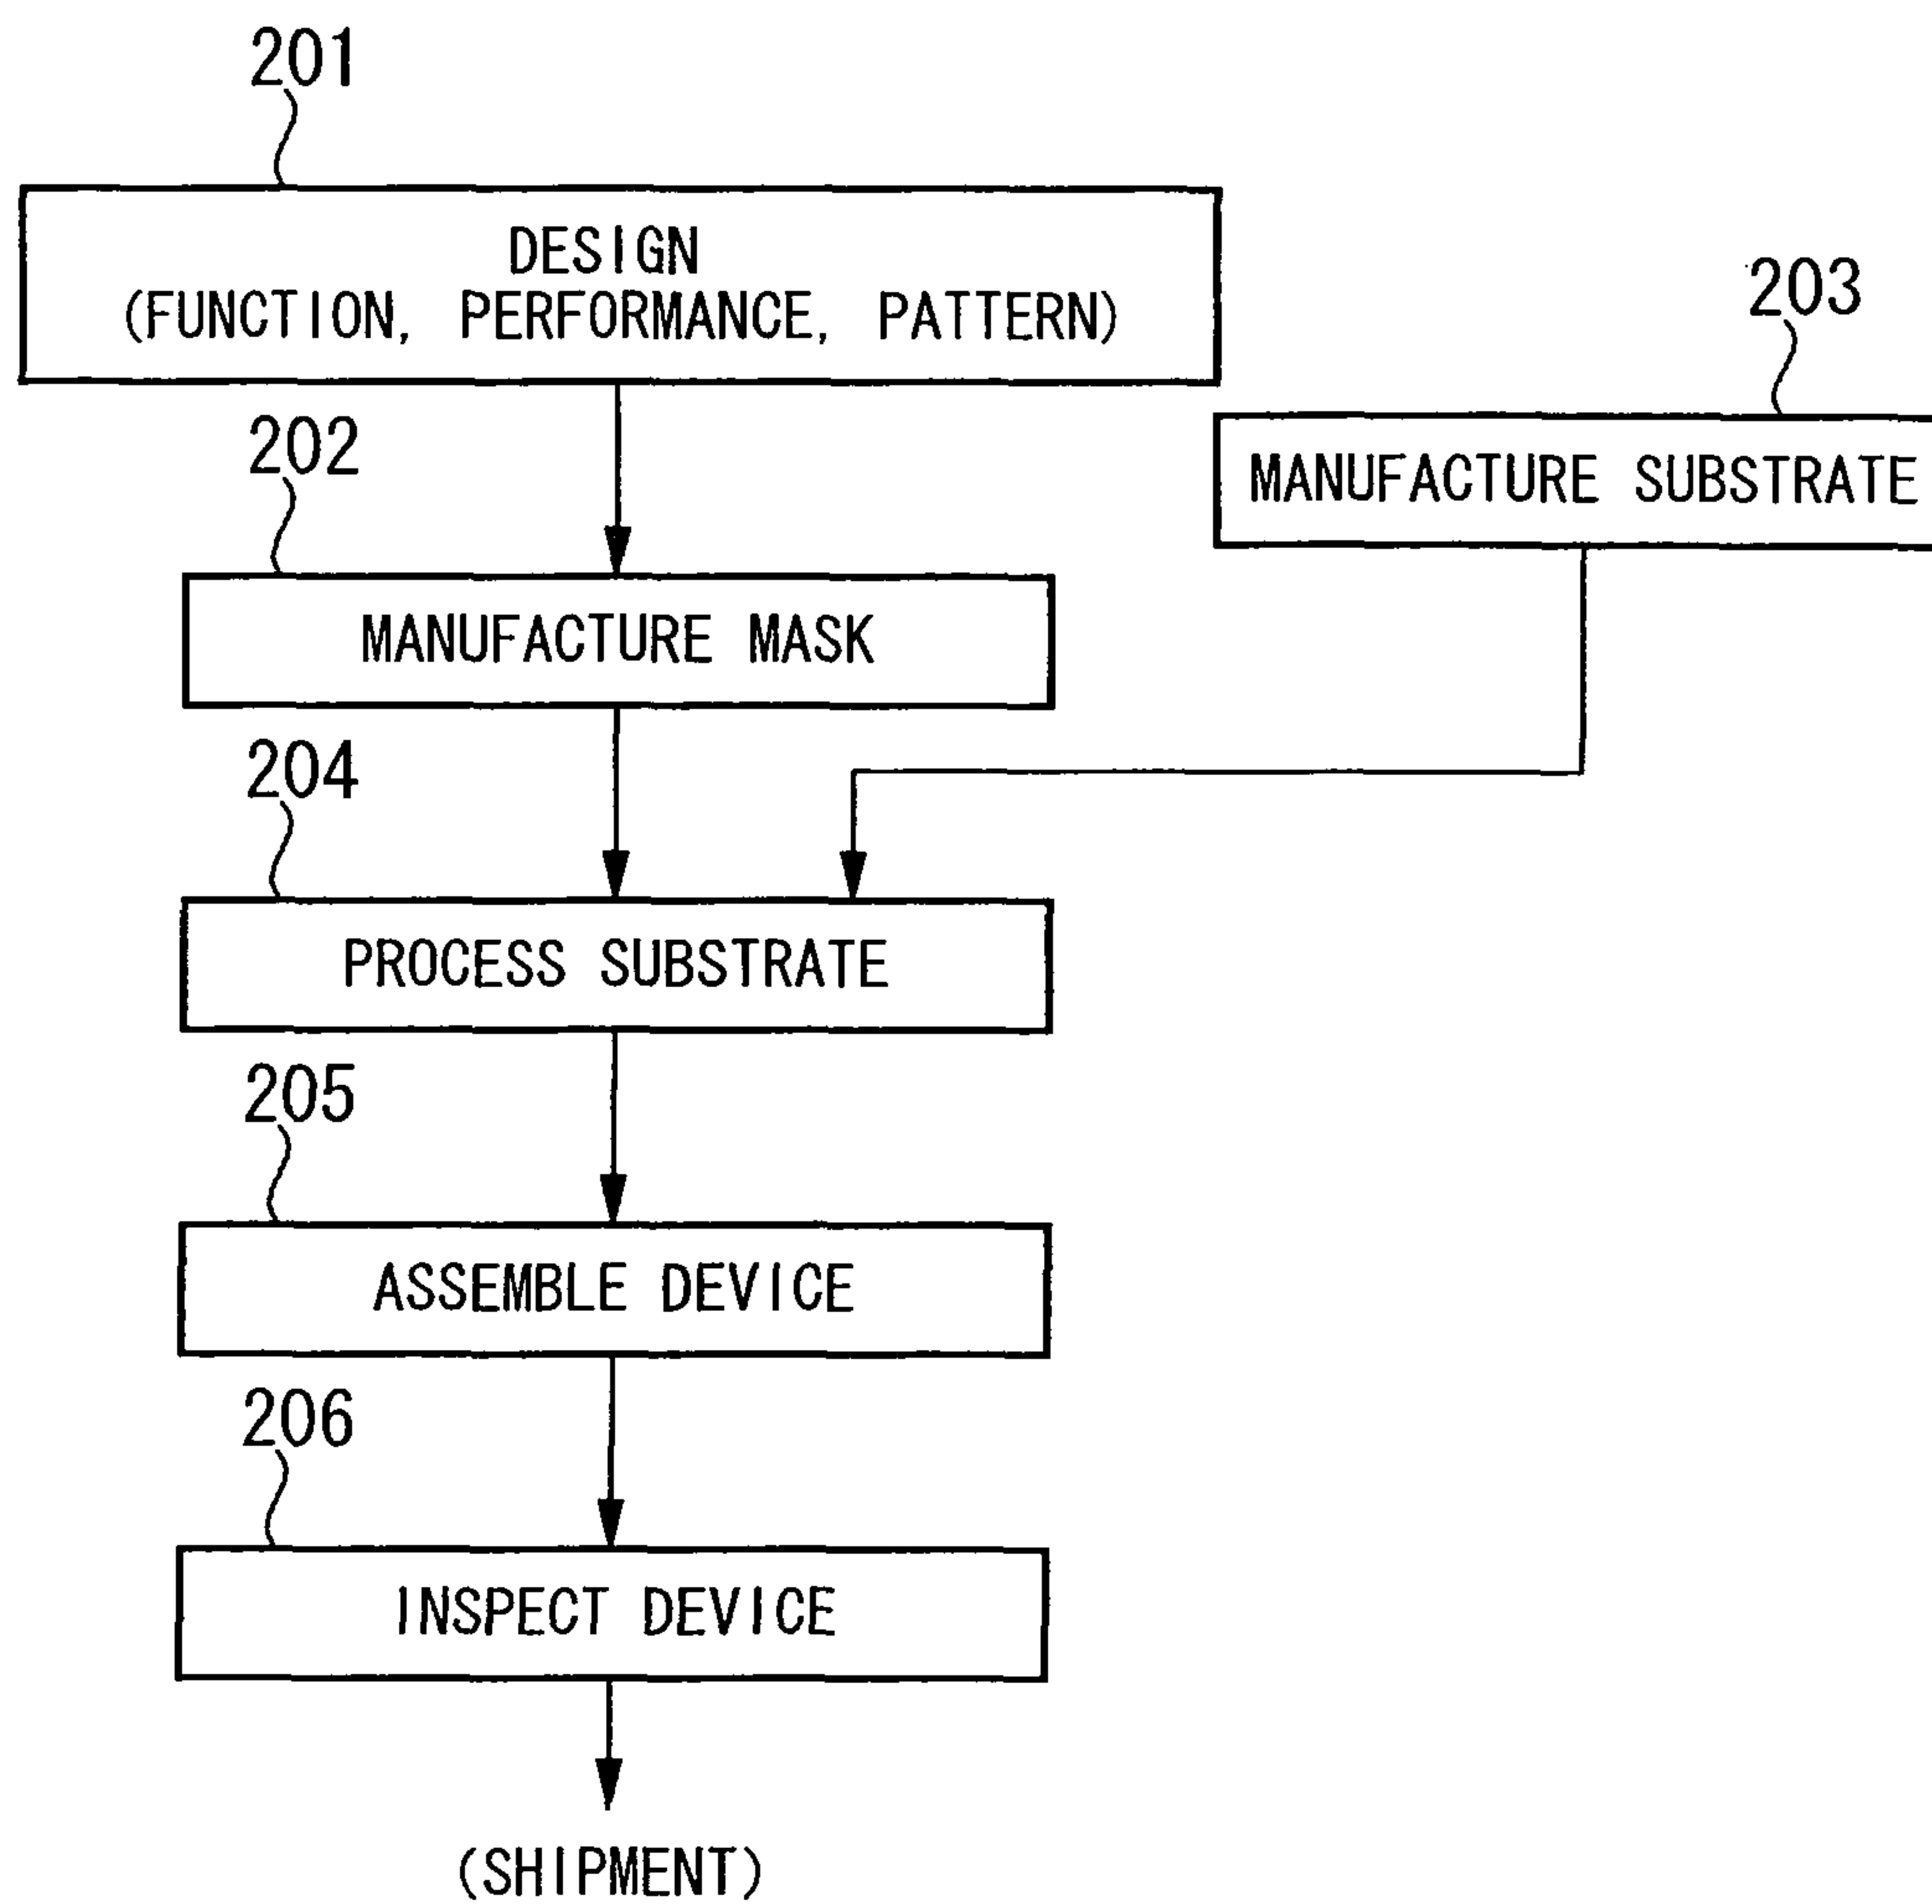 201
DESIGN
(FUNCTION, PERFORMANCE, PATTERN)
203
MANUFACTURE SUBSTRATE
202
MANUFACTURE MASK
204
PROCESS SUBSTRATE
205
ASSEMBLE DEVICE
206
INSPECT DEVICE
(SHIPMENT)